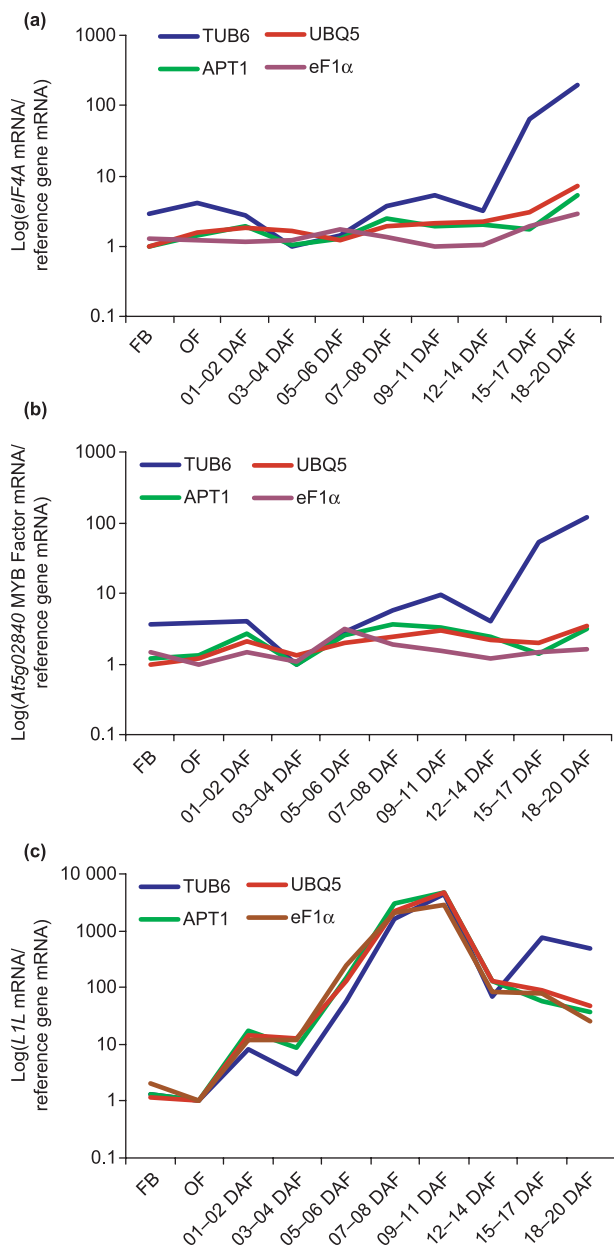 (a)
TUB6 UBQ5
APT1 eF1α
Log(eIF4A mRNA/
reference gene mRNA)
1000
100
10
1
0.1
FB OF 01–02 DAF 03–04 DAF 05–06 DAF 07–08 DAF 09–11 DAF 12–14 DAF 15–17 DAF 18–20 DAF
(b)
TUB6 UBQ5
APT1 eF1α
Log(At5g02840 MYB Factor mRNA/
reference gene mRNA)
1000
100
10
1
0.1
FB OF 01–02 DAF 03–04 DAF 05–06 DAF 07–08 DAF 09–11 DAF 12–14 DAF 15–17 DAF 18–20 DAF
(c)
TUB6 UBQ5
APT1 eF1α
Log(L1L mRNA/
reference gene mRNA)
10 000
1000
100
10
1
0.1
FB OF 01–02 DAF 03–04 DAF 05–06 DAF 07–08 DAF 09–11 DAF 12–14 DAF 15–17 DAF 18–20 DAF